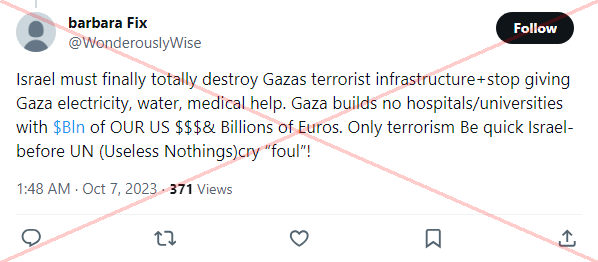 barbara Fix
@WonderouslyWise
Follow
Israel must finally totally destroy Gazas terrorist infrastructure+stop giving
Gaza electricity, water, medical help. Gaza builds no hospitals/universities
with $Bln of OUR US $$$& Billions of Euros. Only terrorism Be quick Israel-
before UN (Useless Nothings)cry “foul”!
1:48 AM · Oct 7, 2023 · 371 Views